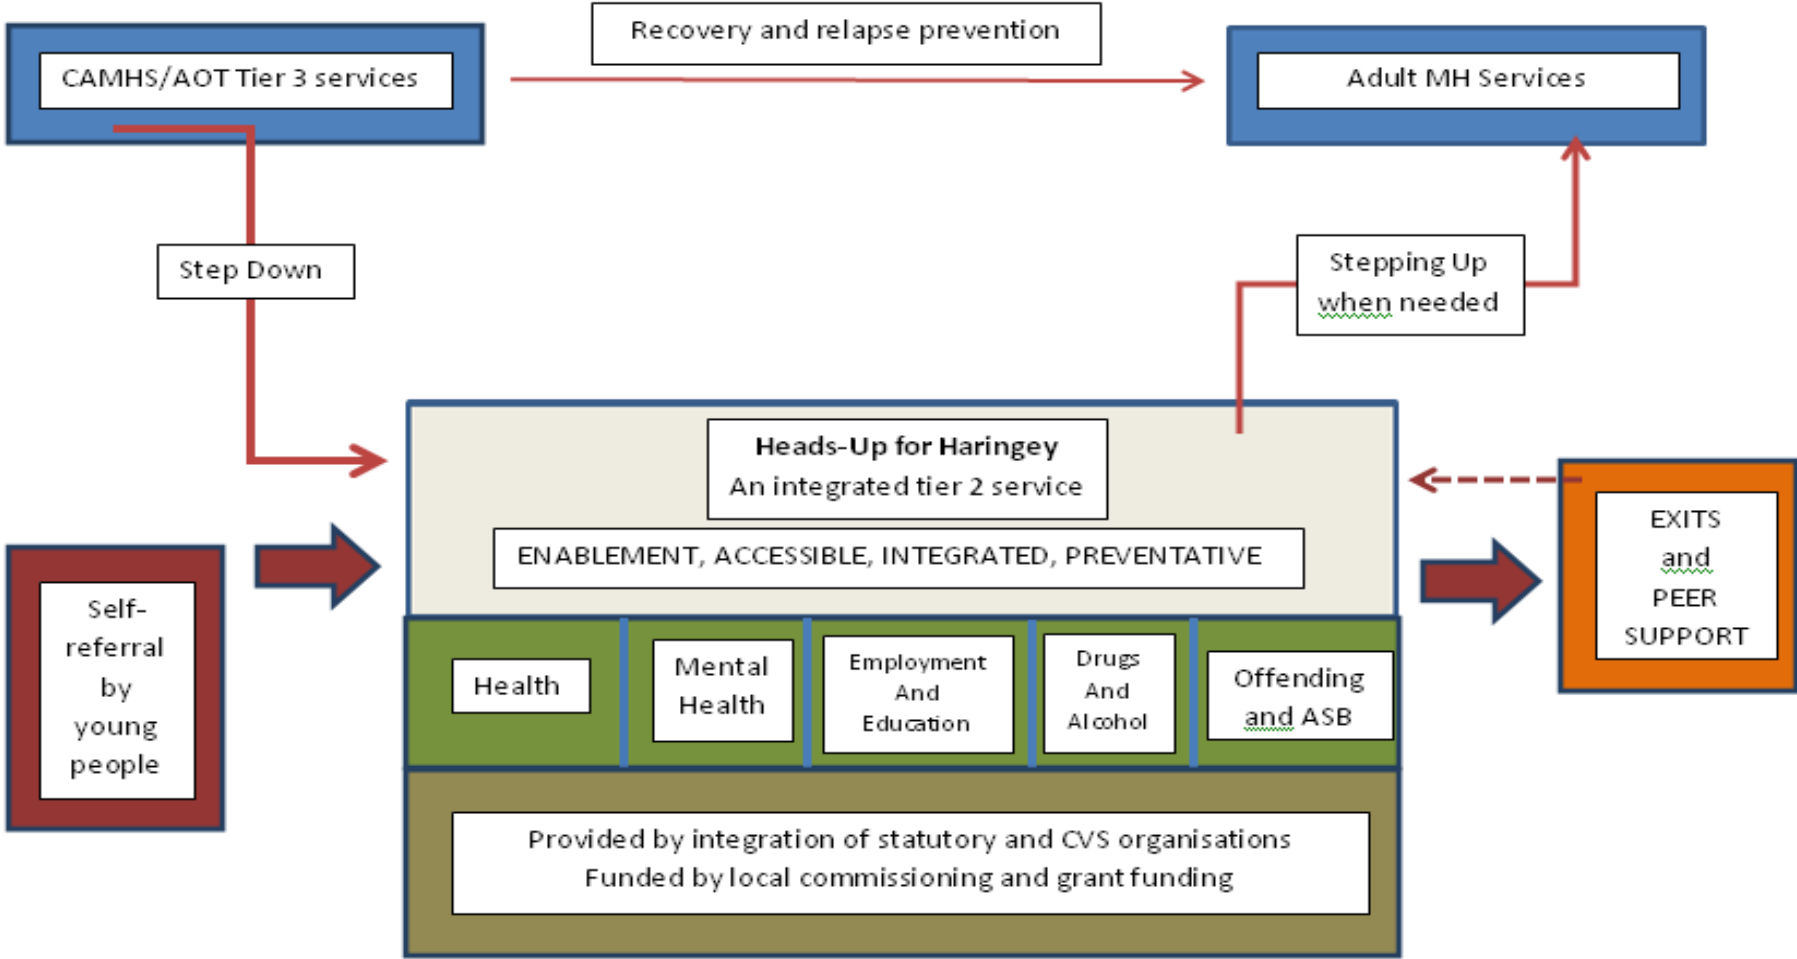 Recovery and relapse prevention
CAMHS/AOT Tier 3 services
Adult MH Services
Step Down
Stepping Up
when needed
Heads-Up for Haringey
An integrated tier 2 service
ENABLEMENT, ACCESSIBLE, INTEGRATED, PREVENTATIVE
Self-
referral
by
young
people
EXITS
and
PEER
SUPPORT
Health
Mental
Health
Employment
And
Education
Drugs
And
Alcohol
Offending
and ASB
Provided by integration of statutory and CVS organisations
Funded by local commissioning and grant funding